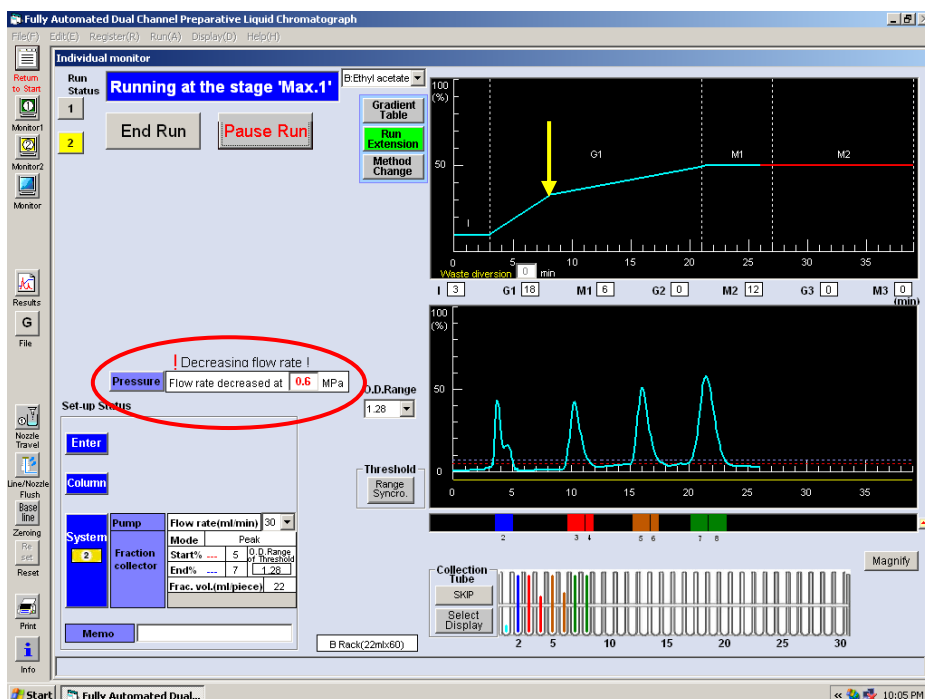 Fully Automated Dual Channel Preparative Liquid Chromatograph
File(F) Edit(E) Register(R) Run(A) Display(D) Help(H)
Individual monitor
Return to Start
Monitor1
Monitor2
Monitor
Results
G
File
Nozzle Travel
Line/Nozzle Flush
Base line
Zeroing
Re set
Reset
Print
i
Info
Run Status
1
2
Running at the stage 'Max.1'
End Run
Pause Run
B:Ethyl acetate
Gradient Table
Run Extension
Method Change
100
(%)
50
0 5 10 15 20 25 30 35
I G1 M1 M2
Waste diversion 0 min
I 3 G1 18 M1 6 G2 0 M2 12 G3 0 M3 0
(min)
! Decreasing flow rate !
Pressure Flow rate decreased at 0.6 MPa
O.D.Range
1.28
Threshold
Range Syncro.
100
(%)
50
0
0 5 10 15 20 25 30 35
2 3 4 5 6 7 8
Set-up Status
Enter
Column
System
2
Pump Flow rate(ml/min) 30
Fraction collector
Mode Peak
Start% --- 5 O.D.Range of Threshold
End% --- 7 1.28
Frac. vol.(ml/piece) 22
Memo
B Rack(22mlx60)
Collection Tube
SKIP
Select Display
2 5 10 15 20 25 30
Magnify
Start Fully Automated Dual... « 10:05 PM